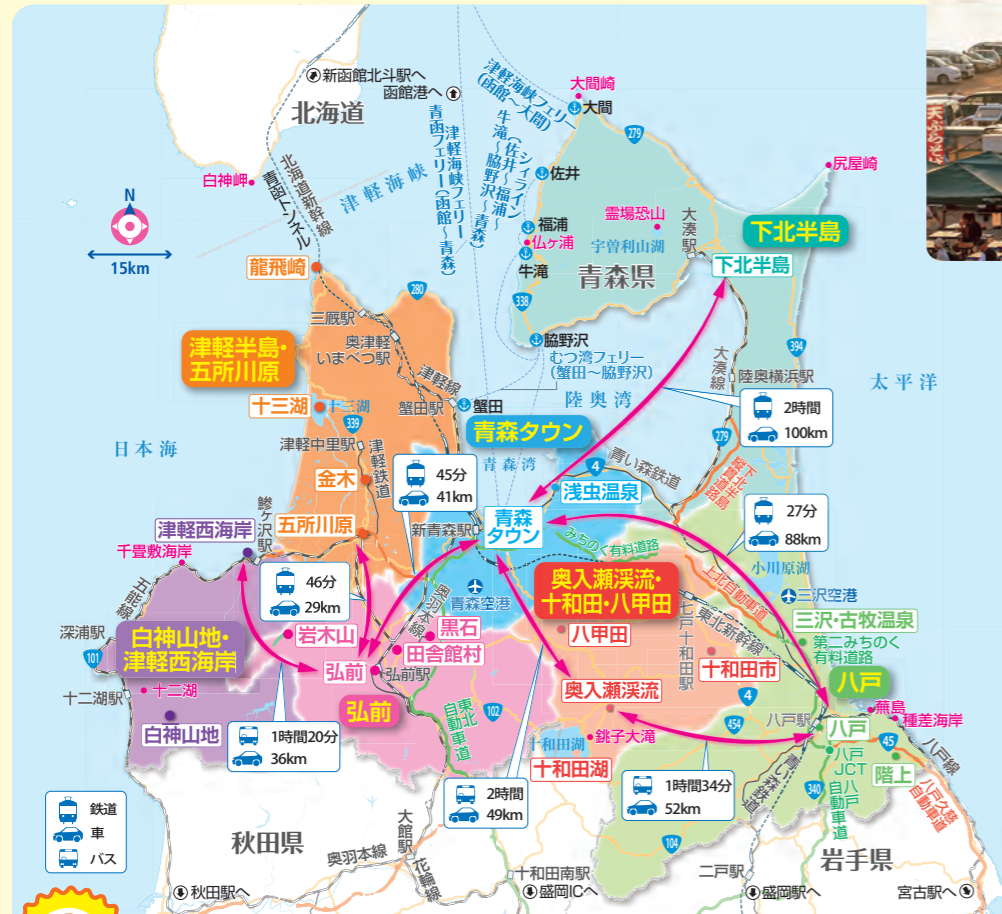 新函館北斗駅へ
函館港へ
北海道
白神岬
北海道新幹線
青函トンネル
津軽海峡
津軽海峡フェリー
青函フェリー(函館〜青森)
シィライン
(佐井〜福浦〜
牛滝〜脇野沢〜青森)
津軽海峡フェリー
(函館〜大間)
大間崎
大間
279
佐井
福浦
仏ヶ浦
牛滝
霊場恐山
宇曽利山湖
大湊駅
尻屋崎
下北半島
下北半島
青森県
338
394
脇野沢
むつ湾フェリー
(蟹田〜脇野沢)
陸奥湾
大湊線
陸奥横浜駅
太平洋
N
15km
龍飛崎
280
三厩駅
奥津軽
いまべつ駅
津軽線
蟹田駅
蟹田
津軽半島・
五所川原
十三湖
十三湖
339
津軽中里駅
津軽鉄道
金木
五所川原
日本海
青森タウン
青森湾
4
浅虫温泉
青い森鉄道
279
下北半島
縦貫道路
2時間
100km
45分
41km
新青森駅
青森
タウン
みちのく有料道路
27分
88km
小川原湖
上北自動車道
三沢空港
三沢・古牧温泉
第二みちのく
有料道路
青森空港
奥入瀬渓流・
十和田・八甲田
七戸十和田駅
東北新幹線
津軽西海岸
鰺ヶ沢駅
千畳敷海岸
五能線
深浦駅
101
46分
29km
白神山地・
津軽西海岸
岩木山
奥羽本線
黒石
田舎館村
弘前
弘前駅
弘前
八甲田
奥入瀬渓流
十和田市
4
八戸
十二湖駅
十二湖
白神山地
東北
自動車道
102
十和田湖
銚子大滝
十和田湖
454
八戸駅
八戸
蕪島
種差海岸
45
八戸線
八戸
JCT
階上
1時間20分
36km
2時間
49km
1時間34分
52km
青い森鉄道
340
八戸
自動車道
八戸久慈
自動車道
104
鉄道
車
バス
秋田県
大館駅
奥羽本線
花輪線
十和田南駅
二戸駅
岩手県
秋田駅へ
盛岡ICへ
盛岡駅へ
宮古駅へ
天ぷらそば